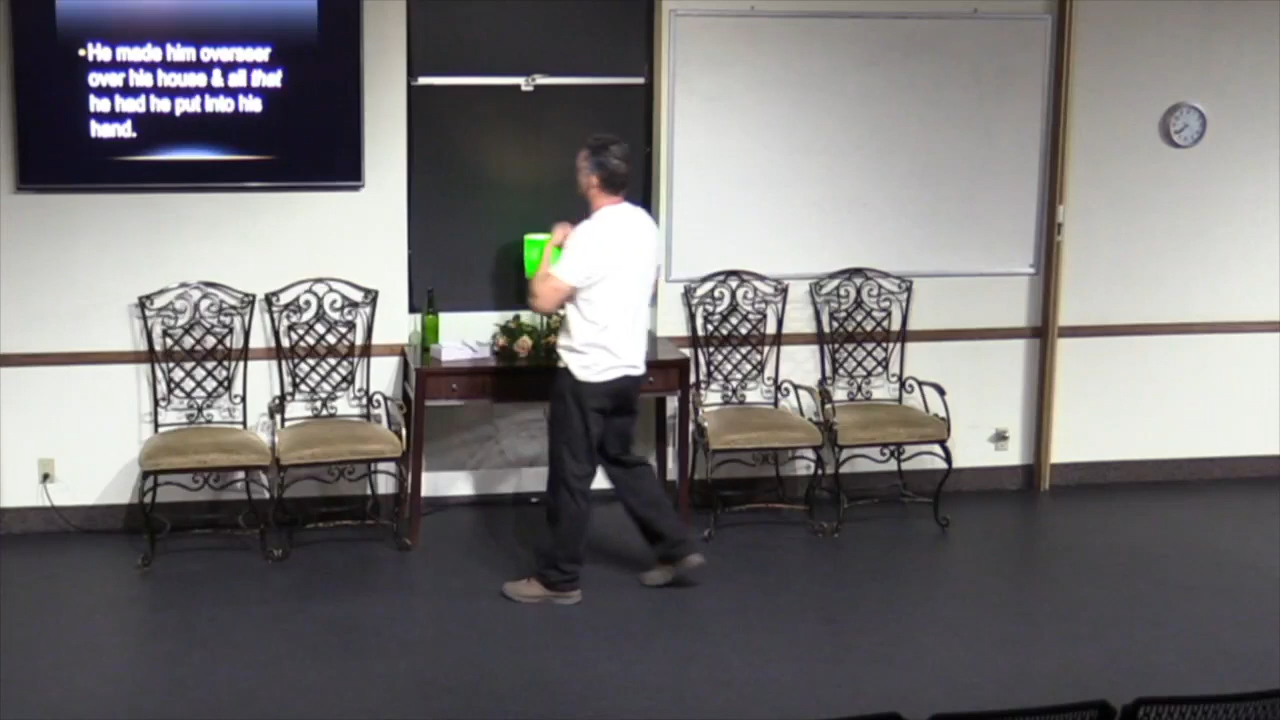 •He made him overseer
over his house & all that
he had he put into his
hand.